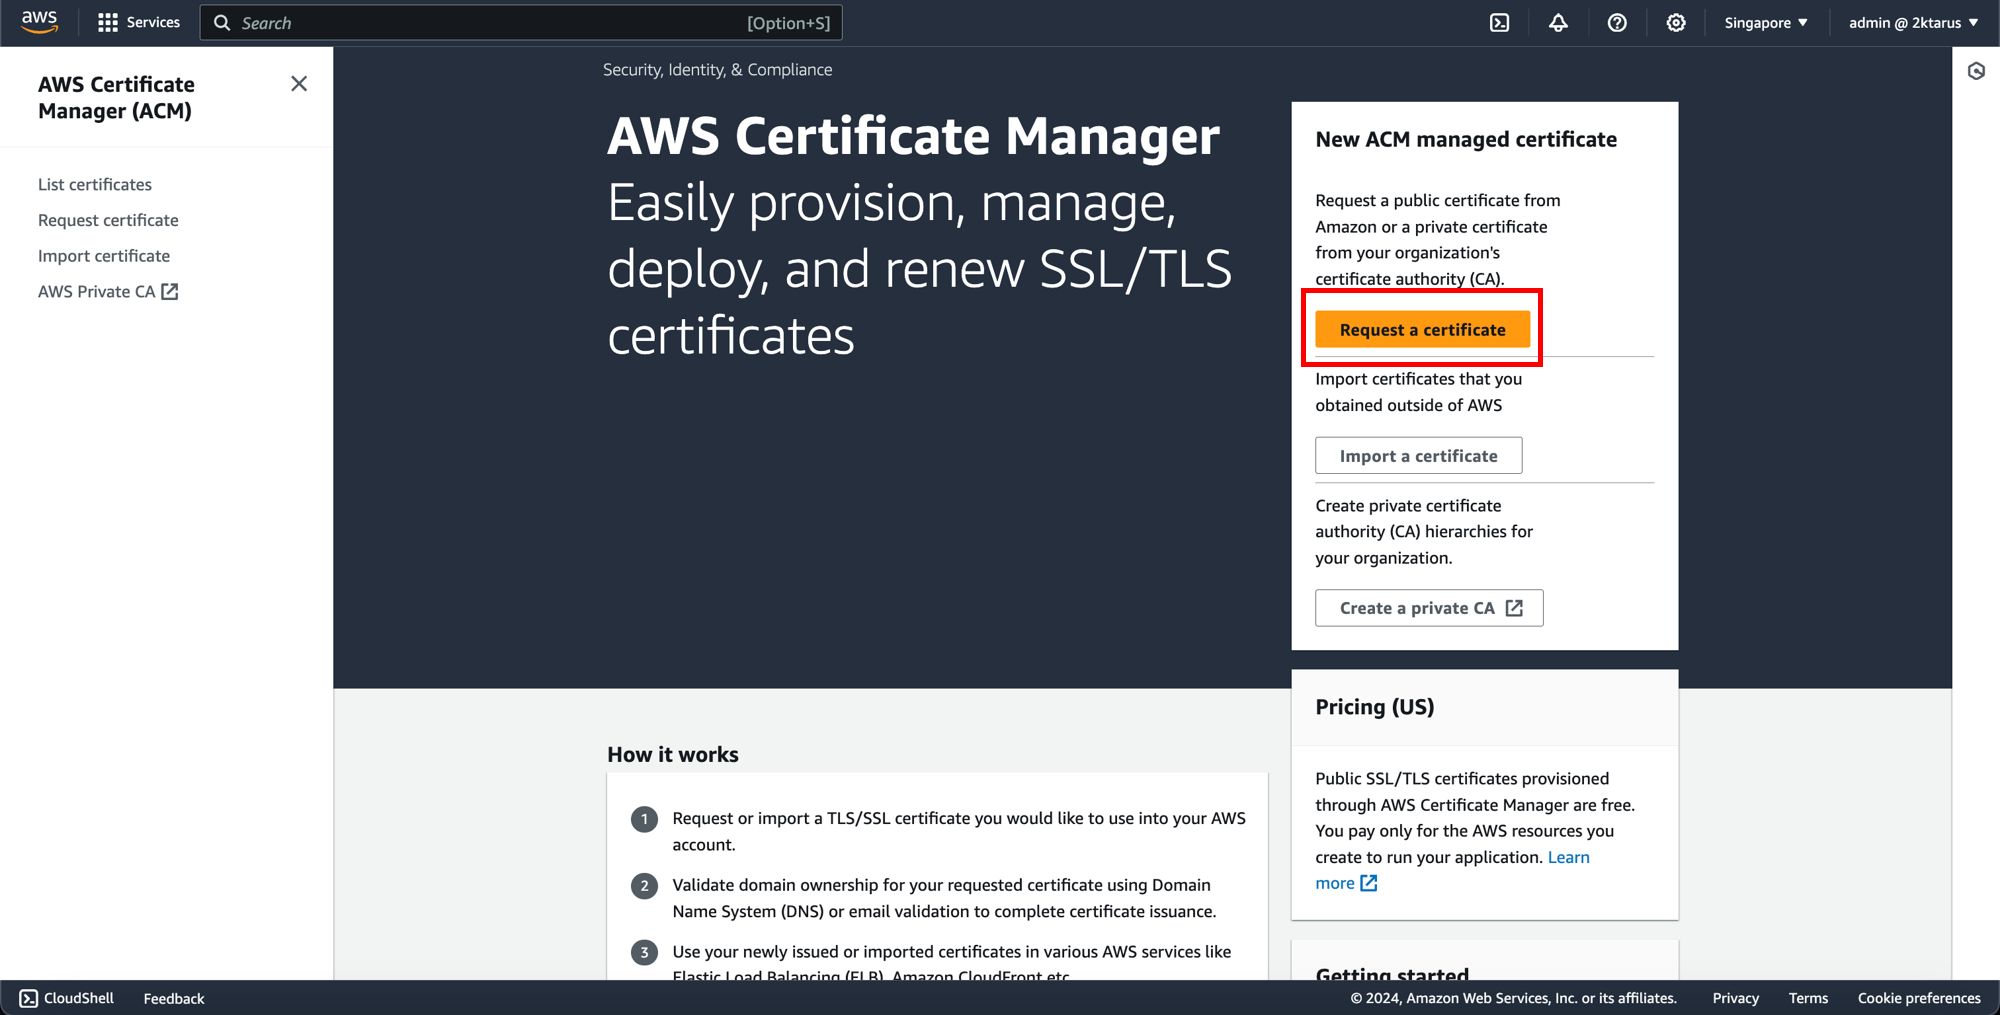 aws
Services
Search
[Option+S]
Singapore ▼
admin @ 2ktarus ▼
AWS Certificate
Manager (ACM)
List certificates
Request certificate
Import certificate
AWS Private CA
Security, Identity, & Compliance
AWS Certificate Manager
Easily provision, manage,
deploy, and renew SSL/TLS
certificates
New ACM managed certificate
Request a public certificate from
Amazon or a private certificate
from your organization's
certificate authority (CA).
Request a certificate
Import certificates that you
obtained outside of AWS
Import a certificate
Create private certificate
authority (CA) hierarchies for
your organization.
Create a private CA
Pricing (US)
Public SSL/TLS certificates provisioned
through AWS Certificate Manager are free.
You pay only for the AWS resources you
create to run your application. Learn
more
Getting started
How it works
1 Request or import a TLS/SSL certificate you would like to use into your AWS
account.
2 Validate domain ownership for your requested certificate using Domain
Name System (DNS) or email validation to complete certificate issuance.
3 Use your newly issued or imported certificates in various AWS services like
Elastic Load Balancing (ELB), Amazon CloudFront etc
CloudShell
Feedback
© 2024, Amazon Web Services, Inc. or its affiliates.
Privacy
Terms
Cookie preferences